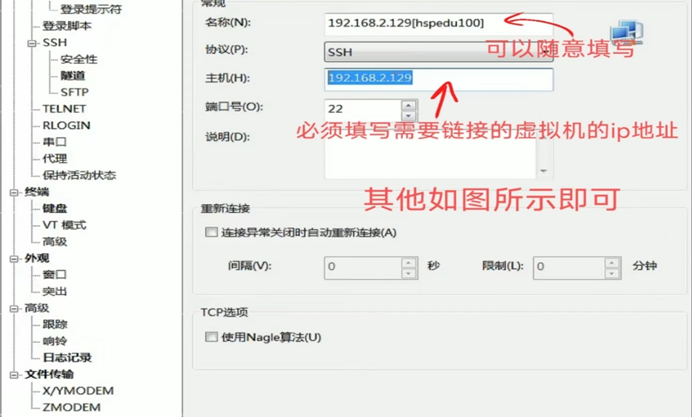 登录提示符
登录脚本
SSH
安全性
隧道
SFTP
TELNET
RLOGIN
串口
代理
保持活动状态
终端
键盘
VT 模式
高级
外观
窗口
突出
高级
跟踪
响铃
日志记录
文件传输
X/YMODEM
ZMODEM
常规
名称(N): 192.168.2.129[hspedu100]
可以随意填写
协议(P): SSH
主机(H): 192.168.2.129
端口号(O): 22
必须填写需要链接的虚拟机的ip地址
说明(D):
其他如图所示即可
重新连接
连接异常关闭时自动重新连接(A)
间隔(V): 0 秒 限制(L): 0 分钟
TCP选项
使用Nagle算法(U)